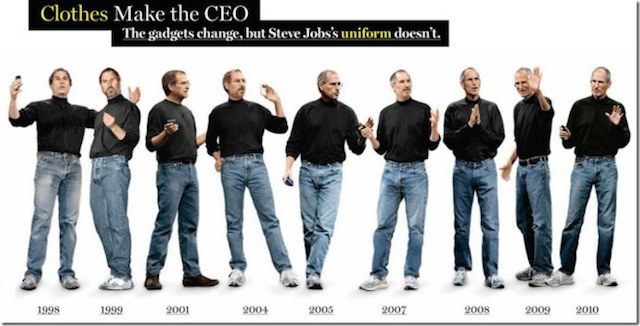 Clothes Make the CEO
The gadgets change, but Steve Jobs's uniform doesn't.
1998 1999 2001 2004 2005 2007 2008 2009 2010